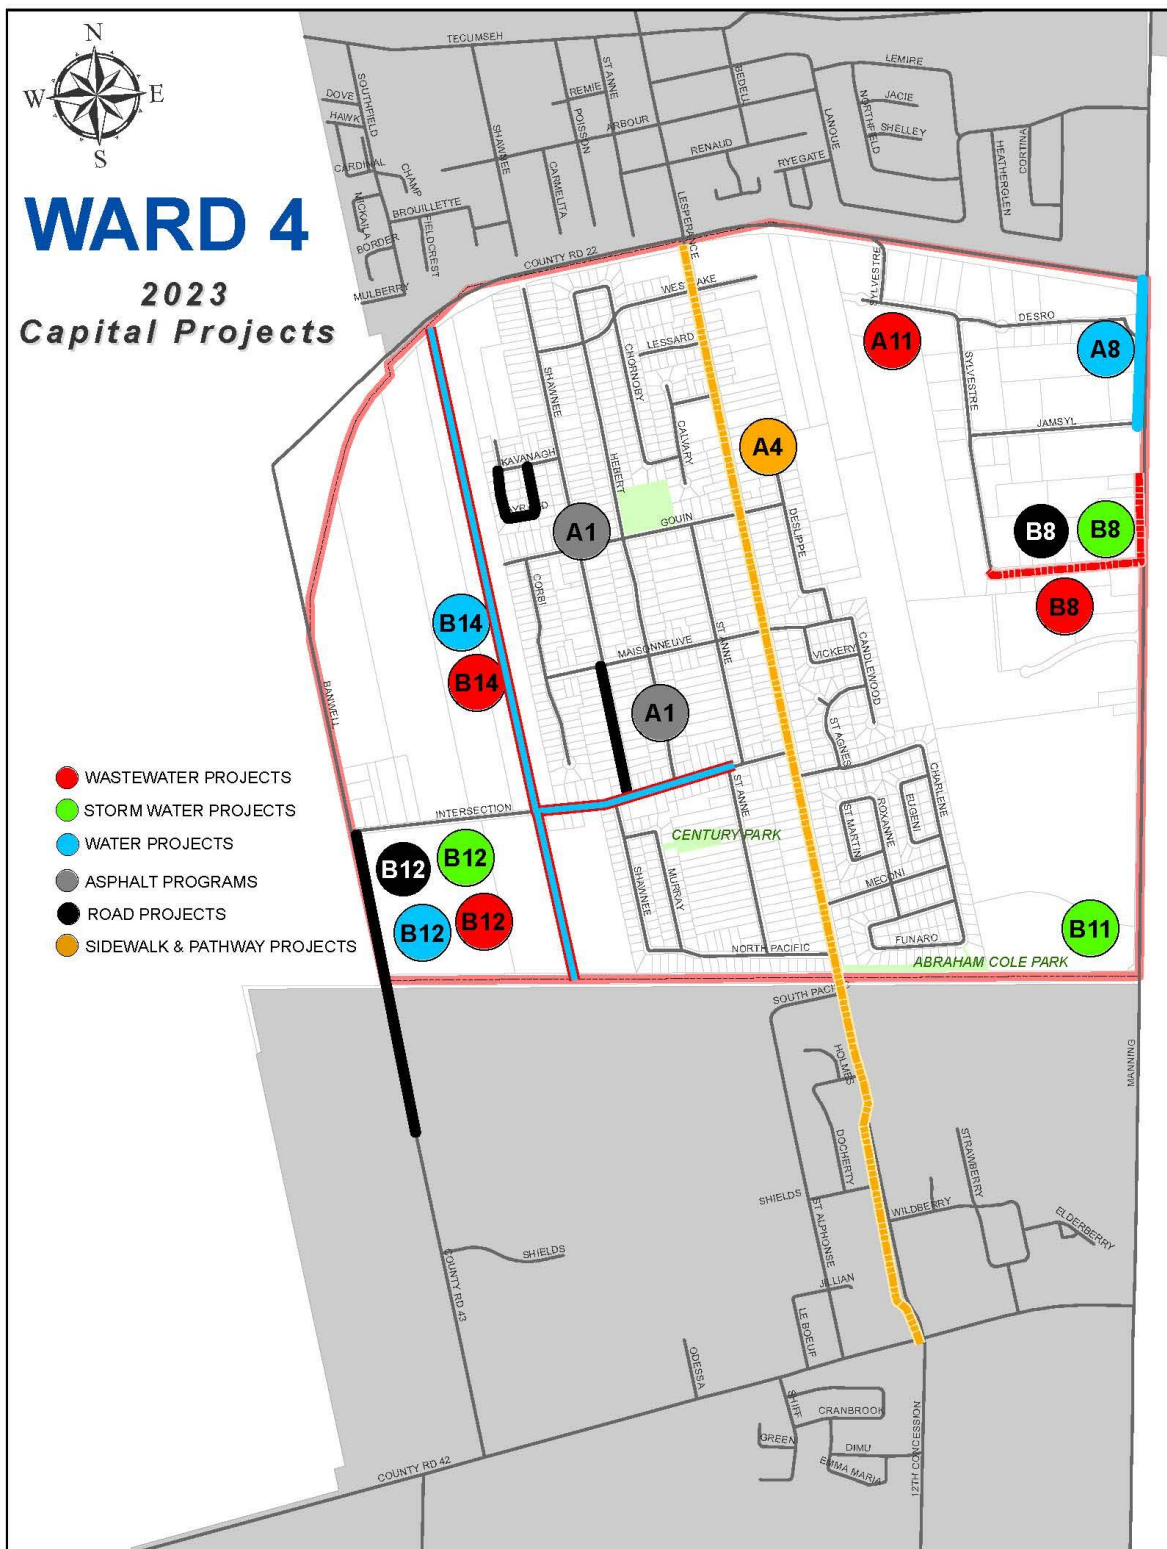 N
W
E
S
WARD 4
2023
Capital Projects
TECUMSEH
SOUTHFIELD
DOVE
HAWK
CARDINAL
CHAMP
MICKAILA
BROUILLETTE
BORDER
FIELDCREST
MULBERRY
SHAWNEE
REMIE
ST ANNE
POISSON
ARBOUR
CARMELITA
BEDELL
RENAUD
RYEGATE
LANOUE
LEMIRE
JACIE
NORTHFIELD
SHELLEY
HEATHERGLEN
CORTINA
LESPERANCE
COUNTY RD 22
SYLVESTRE
DESRO
A11
A8
SYLVESTRE
JAMSYL
LESSARD
CHORNOBY
SHAWNEE
CALVARY
A4
KAVANAGH
HEBERT
A1
GOUIN
DESLIPPE
B8
B8
B8
CORBI
B14
B14
MAISONNEUVE
ST ANNE
VICKERY
CANDLEWOOD
BANWELL
A1
ST AGNES
WASTEWATER PROJECTS
STORM WATER PROJECTS
WATER PROJECTS
ASPHALT PROGRAMS
ROAD PROJECTS
SIDEWALK & PATHWAY PROJECTS
INTERSECTION
ST ANNE
CENTURY PARK
CHARLENE
EUGENI
ROXANNE
ST MARTIN
B12
B12
B12
B12
SHAWNEE
MURRAY
MECONI
B11
NORTH PACIFIC
FUNARO
ABRAHAM COLE PARK
HOLMES
MANNING
DOCHERTY
STRAWBERRY
SHIELDS
ST ALPHONSE
WILDBERRY
ELDERBERRY
SHIELDS
COUNTY RD 43
JILLIAN
LE BOEUF
ODESSA
SHIFF
CRANBROOK
GREEN
DIMU
EMMA MARIA
12TH CONCESSION
COUNTY RD 42